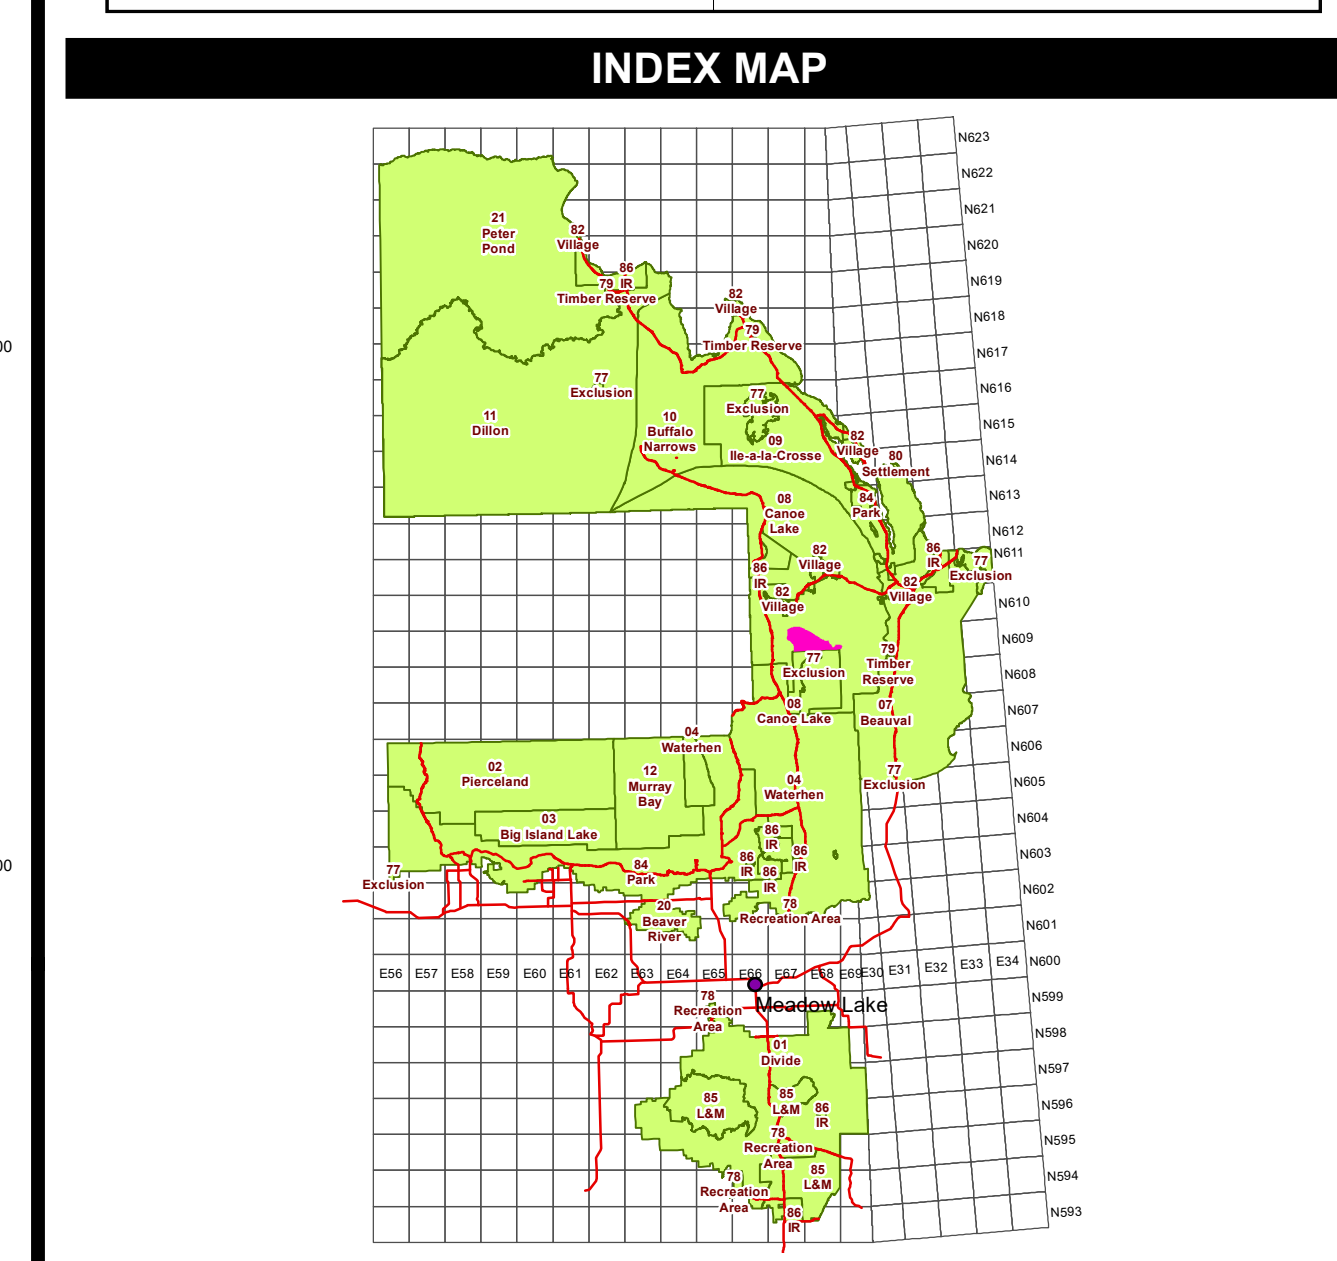 INDEX MAP
N623
N622
21
Peter
Pond
N621
82
Village
N620
86
IR
79
Timber Reserve
N619
82
Village
N618
79
Timber Reserve
00
N617
77
Exclusion
N616
77
Exclusion
11
Dillon
10
Buffalo
Narrows
N615
09
Ile-a-la-Crosse
82
Village
80
Settlement
N614
08
Canoe
Lake
84
Park
N613
N612
82
Village
86
IR
N611
77
Exclusion
86
IR
82
Village
82
Village
N610
N609
77
Exclusion
79
Timber
Reserve
N608
08
Canoe Lake
07
Beauval
N607
04
Waterhen
N606
02
Pierceland
12
Murray
Bay
04
Waterhen
77
Exclusion
N605
03
Big Island Lake
N604
86
IR
86
IR
86
IR
N603
00
77
Exclusion
84
Park
86
IR
N602
20
Beaver
River
78
Recreation Area
N601
E56
E57
E58
E59
E60
E61
E62
E63
E64
E65
E66
E67
E68
E69
E30
E31
E32
E33
E34
N600
Meadow Lake
78
Recreation
Area
N599
N598
01
Divide
N597
85
L&M
85
L&M
86
IR
N596
78
Recreation
Area
N595
78
Recreation
Area
85
L&M
N594
86
IR
N593